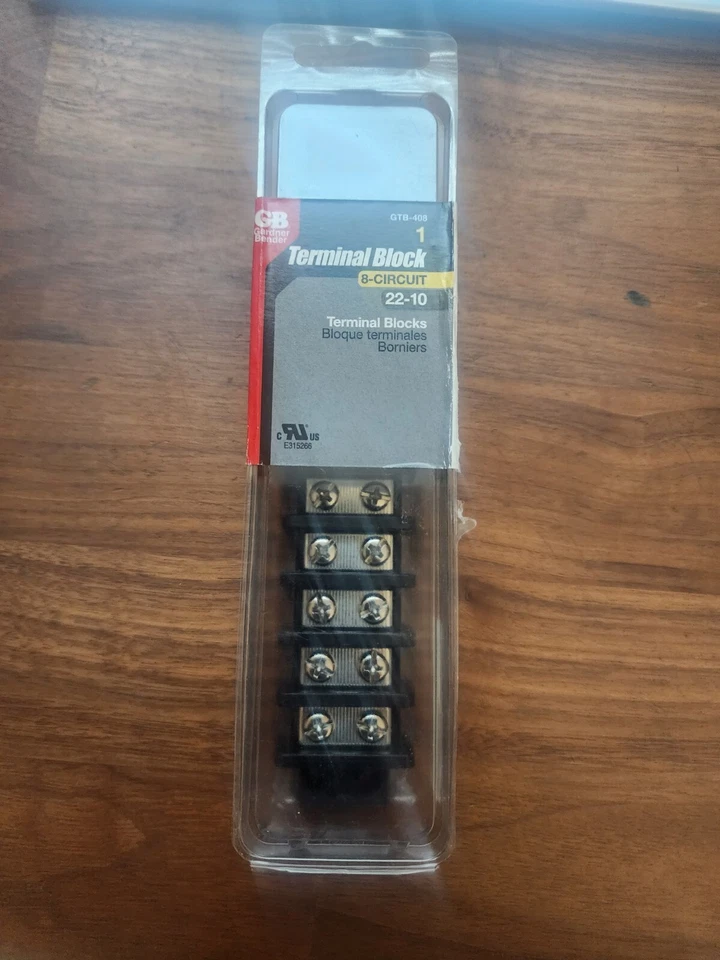 GB
Gardner
Bender
GTB-408
1
Terminal Block
8-CIRCUIT
22-10
Terminal Blocks
Bloque terminales
Borniers
C RU US
E315266